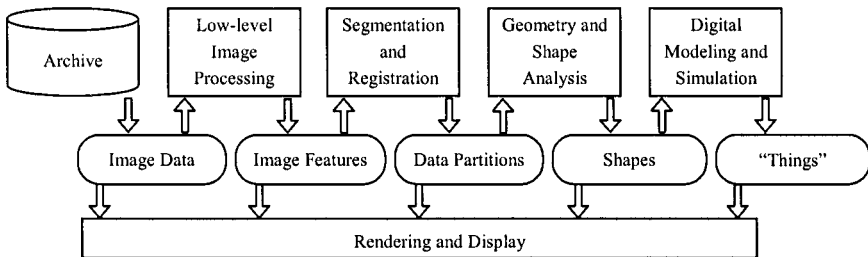 Archive
Low-level
Image
Processing
Segmentation
and
Registration
Geometry and
Shape
Analysis
Digital
Modeling and
Simulation
Image Data
Image Features
Data Partitions
Shapes
“Things”
Rendering and Display